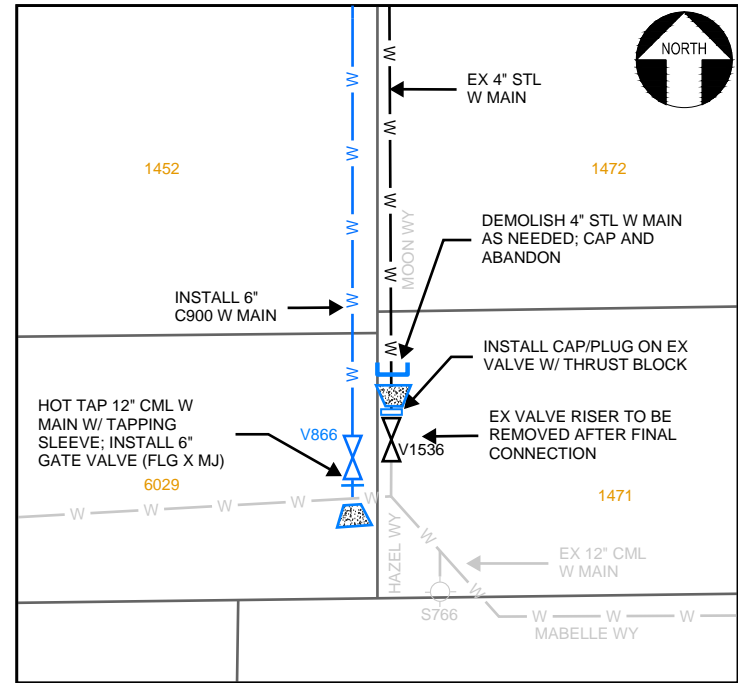 NORTH
EX 4" STL
W MAIN
1452
1472
W
W
W
W
W
W
W
W
W
W
MOON WY
DEMOLISH 4" STL W MAIN
AS NEEDED; CAP AND
ABANDON
INSTALL 6"
C900 W MAIN
INSTALL CAP/PLUG ON EX
VALVE W/ THRUST BLOCK
HOT TAP 12" CML W
MAIN W/ TAPPING
SLEEVE; INSTALL 6"
GATE VALVE (FLG X MJ)
V866
V1536
EX VALVE RISER TO BE
REMOVED AFTER FINAL
CONNECTION
6029
1471
W
W
W
W
W
HAZEL WY
W
EX 12" CML
W MAIN
W
S766
W
W
W
MABELLE WY